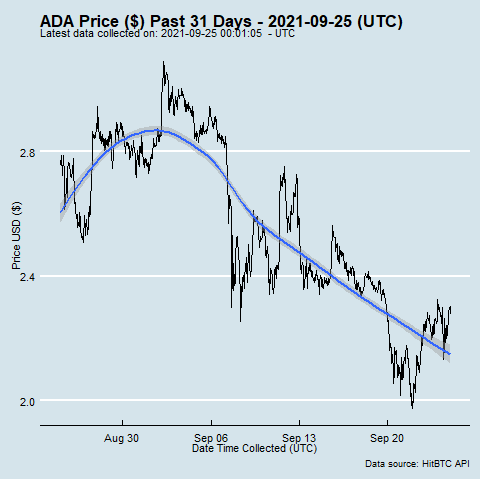 ADA Price ($) Past 31 Days - 2021-09-25 (UTC)
Latest data collected on: 2021-09-25 00:01:05 - UTC
Price USD ($)
2.8
2.4
2.0
Aug 30
Sep 06
Sep 13
Sep 20
Date Time Collected (UTC)
Data source: HitBTC API